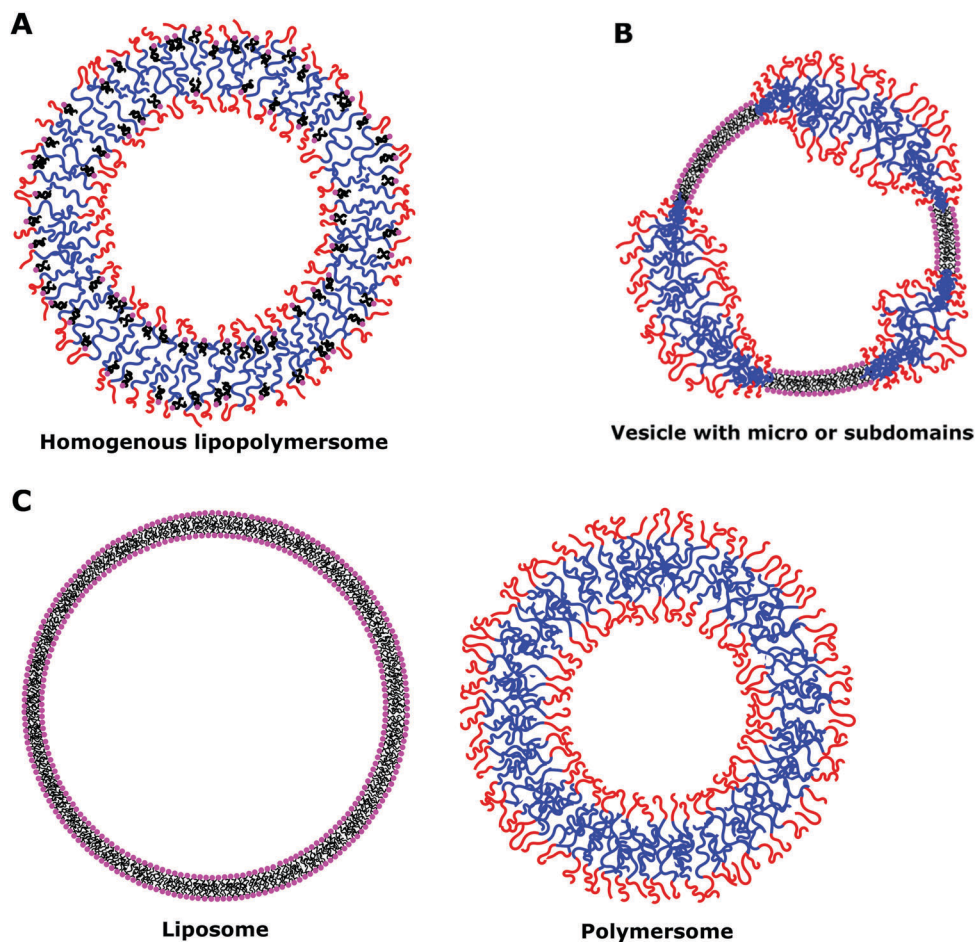 A
B
Homogenous lipopolymersome
Vesicle with micro or subdomains
C
Liposome
Polymersome